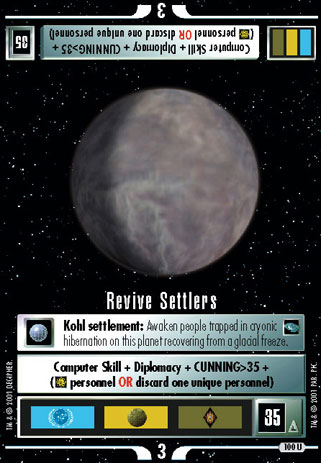 3
35
Computer Skill + Diplomacy + CUNNING>35 +
( personnel OR discard one unique personnel)
Revive Settlers
Kohl settlement: Awaken people trapped in cryonic
hibernation on this planet recovering from a glacial freeze.
Computer Skill + Diplomacy + CUNNING>35 +
( personnel OR discard one unique personnel)
35
TM & © 2001 DECIPHER.
TM & © 2001 PAR. PIC.
3
100 U